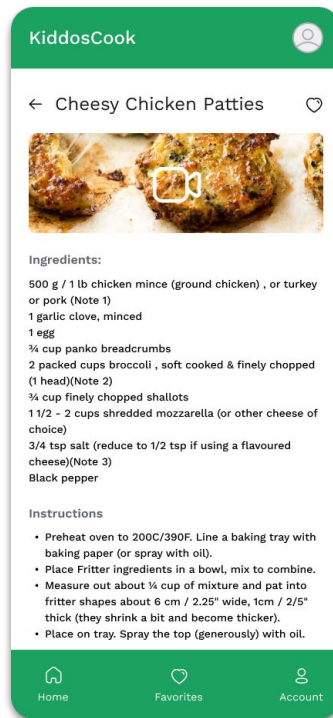 KiddosCook
← Cheesy Chicken Patties
Ingredients:
500 g / 1 lb chicken mince (ground chicken) , or turkey
or pork (Note 1)
1 garlic clove, minced
1 egg
¾ cup panko breadcrumbs
2 packed cups broccoli , soft cooked & finely chopped
(1 head)(Note 2)
¾ cup finely chopped shallots
1 1/2 - 2 cups shredded mozzarella (or other cheese of
choice)
3/4 tsp salt (reduce to 1/2 tsp if using a flavoured
cheese)(Note 3)
Black pepper
Instructions
• Preheat oven to 200C/390F. Line a baking tray with
baking paper (or spray with oil).
• Place Fritter ingredients in a bowl, mix to combine.
• Measure out about ¼ cup of mixture and pat into
fritter shapes about 6 cm / 2.25" wide, 1cm / 2/5"
thick (they shrink a bit and become thicker).
• Place on tray. Spray the top (generously) with oil.
Home Favorites Account